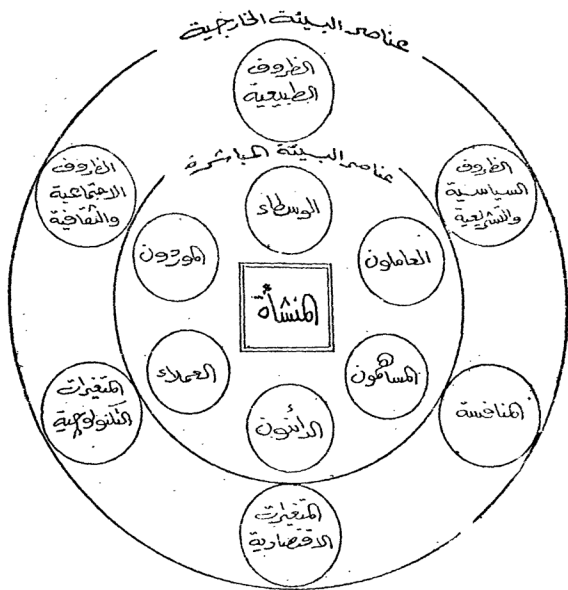 عناصر البيئة الخارجية
الظروف
الطبيعية
الظروف
السياسية
والتشريعية
المنافسة
المتغيرات
الاقتصادية
المتغيرات
التكنولوجية
الظروف
الاجتماعية
والثقافية
عناصر البيئة المباشرة
الوسطاء
العاملون
المساهمون
الدائنون
العملاء
الموردون
المنشأة